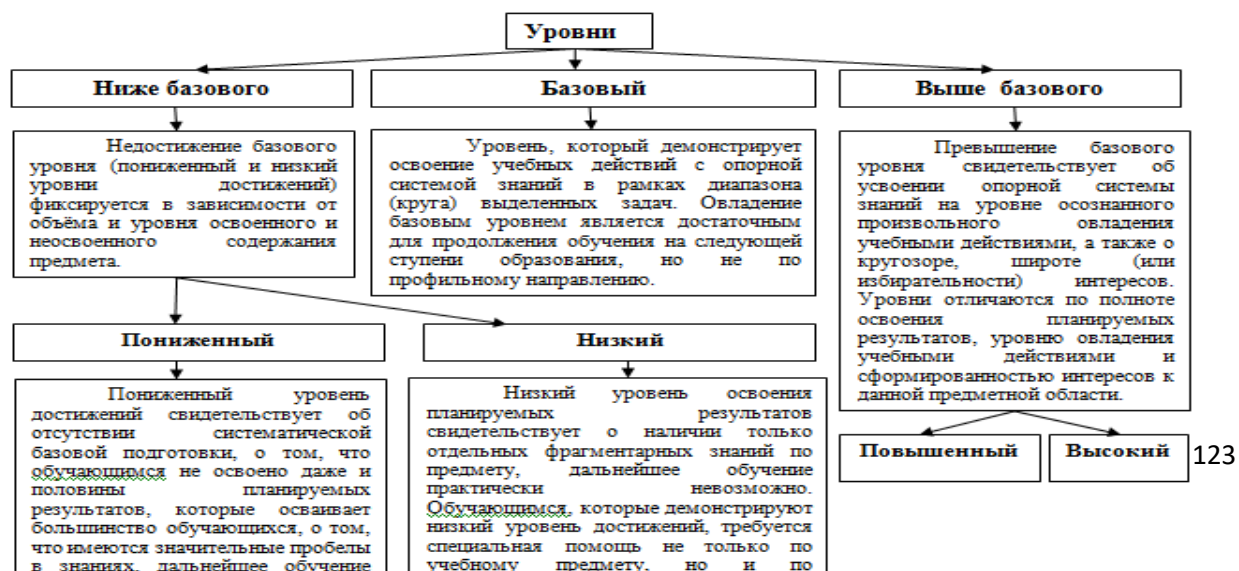 Уровни
Ниже базового
Базовый
Выше базового
Недостижение базового
уровня (пониженный и низкий
уровни достижений)
фиксируется в зависимости от
объёма и уровня освоенного и
неосвоенного содержания
предмета.
Уровень, который демонстрирует
освоение учебных действий с опорной
системой знаний в рамках диапазона
(круга) выделенных задач. Овладение
базовым уровнем является достаточным
для продолжения обучения на следующей
ступени образования, но не по
профильному направлению.
Превышение базового
уровня свидетельствует об
усвоении опорной системы
знаний на уровне осознанного
произвольного овладения
учебными действиями, а также о
кругозоре, широте (или
избирательности) интересов.
Уровни отличаются по полноте
освоения планируемых
результатов, уровню овладения
учебными действиями и
сформированностью интересов к
данной предметной области.
Пониженный
Низкий
Пониженный уровень
достижений свидетельствует об
отсутствии систематической
базовой подготовки, о том, что
обучающимся не освоено даже и
половины планируемых
результатов, которые осваивает
большинство обучающихся, о том,
что имеются значительные пробелы
в знаниях, дальнейшее обучение
Низкий уровень освоения
планируемых результатов
свидетельствует о наличии только
отдельных фрагментарных знаний по
предмету, дальнейшее обучение
практически невозможно.
Обучающимся, которые демонстрируют
низкий уровень достижений, требуется
специальная помощь не только по
учебному предмету, но и по
Повышенный
Высокий
123